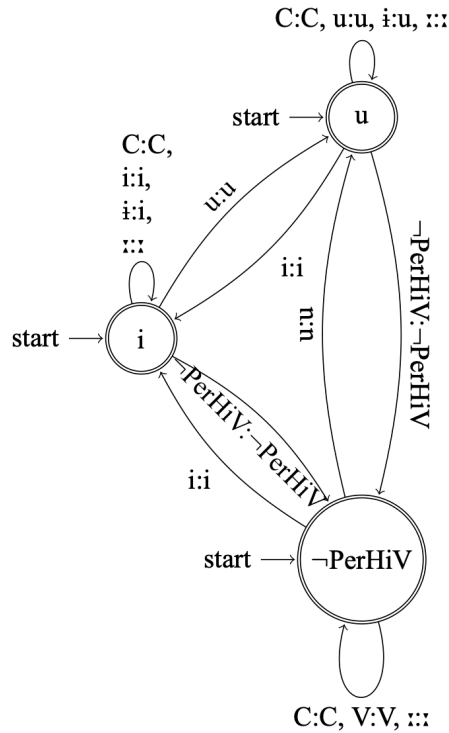 C:C, u:u, ɨ:u, ː:ː
start
u
C:C,
i:i,
ɨ:i,
ː:ː
u:u
i:i
¬PerHiV:¬PerHiV
u:u
start
i
¬PerHiV:¬PerHiV
i:i
start
¬PerHiV
C:C, V:V, ː:ː